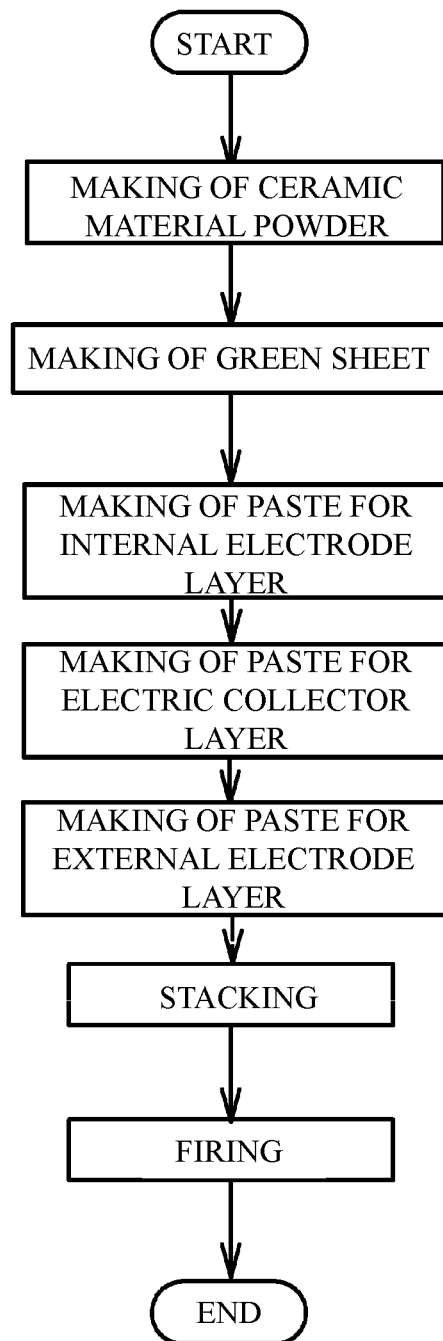 START
MAKING OF CERAMIC
MATERIAL POWDER
MAKING OF GREEN SHEET
MAKING OF PASTE FOR
INTERNAL ELECTRODE
LAYER
MAKING OF PASTE FOR
ELECTRIC COLLECTOR
LAYER
MAKING OF PASTE FOR
EXTERNAL ELECTRODE
LAYER
STACKING
FIRING
END